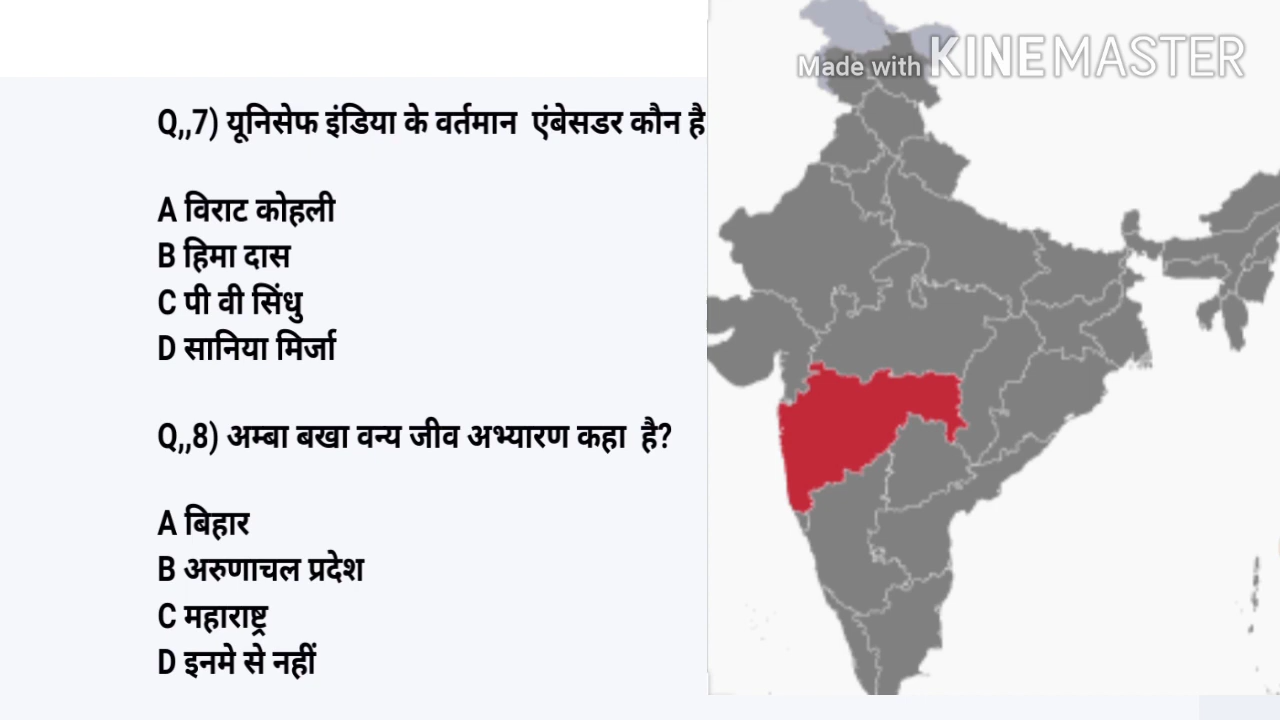 Made with KINEMASTER
Q,,7) यूनिसेफ इंडिया के वर्तमान एंबेसडर कौन है
A विराट कोहली
B हिमा दास
C पी वी सिंधु
D सानिया मिर्जा
Q,,8) अम्बा बखा वन्य जीव अभ्यारण कहा है?
A बिहार
B अरुणाचल प्रदेश
C महाराष्ट्र
D इनमे से नहीं